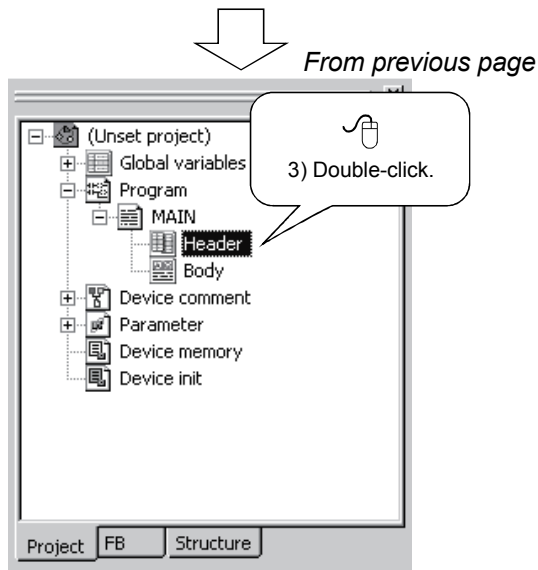 From previous page
3) Double-click.
(Unset project)
Global variables
Program
MAIN
Header
Body
Device comment
Parameter
Device memory
Device init
Project FB Structure